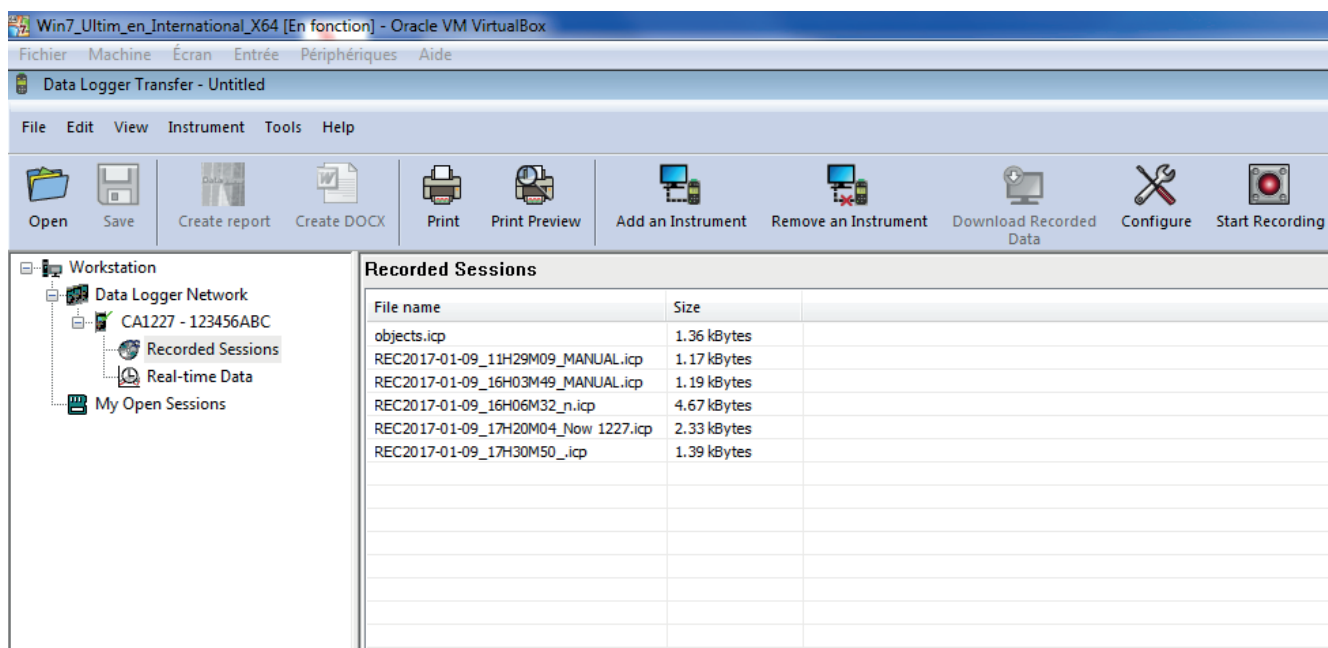 Win7_Ultim_en_International_X64 [En fonction] - Oracle VM VirtualBox
Fichier Machine Écran Entrée Périphériques Aide
Data Logger Transfer - Untitled
File Edit View Instrument Tools Help
Open Save Create report Create DOCX Print Print Preview Add an Instrument Remove an Instrument Download Recorded Data Configure Start Recording
Workstation
Data Logger Network
CA1227 - 123456ABC
Recorded Sessions
Real-time Data
My Open Sessions
Recorded Sessions
File name Size
objects.icp 1.36 kBytes
REC2017-01-09_11H29M09_MANUAL.icp 1.17 kBytes
REC2017-01-09_16H03M49_MANUAL.icp 1.19 kBytes
REC2017-01-09_16H06M32_n.icp 4.67 kBytes
REC2017-01-09_17H20M04_Now 1227.icp 2.33 kBytes
REC2017-01-09_17H30M50_.icp 1.39 kBytes